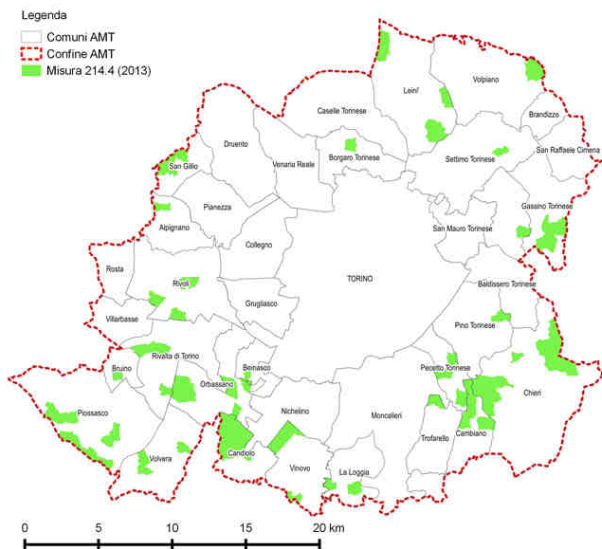 Legenda
Comuni AMT
Confine AMT
Misura 214.4 (2013)
Leinì
Volpiano
Caselle Torinese
Brandizzo
Druento
Borgaro Torinese
Settimo Torinese
San Raffaele Cimena
Venaria Reale
San Gillio
Pianezza
Gassino Torinese
Alpignano
San Mauro Torinese
Collegno
Rosta
TORINO
Rivoli
Baldissero Torinese
Grugliasco
Villarbasse
Pino Torinese
Rivalta di Torino
Beinasco
Pecetto Torinese
Bruino
Orbassano
Chieri
Piossasco
Nichelino
Moncalieri
Trofarello
Cambiano
Candiolo
Volvera
Vinovo
La Loggia
0 5 10 15 20 km